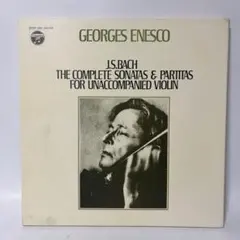 GEORGES ENESCO
J.S.BACH
THE COMPLETE SONATAS & PARTITAS
FOR UNACCOMPANIED VIOLIN